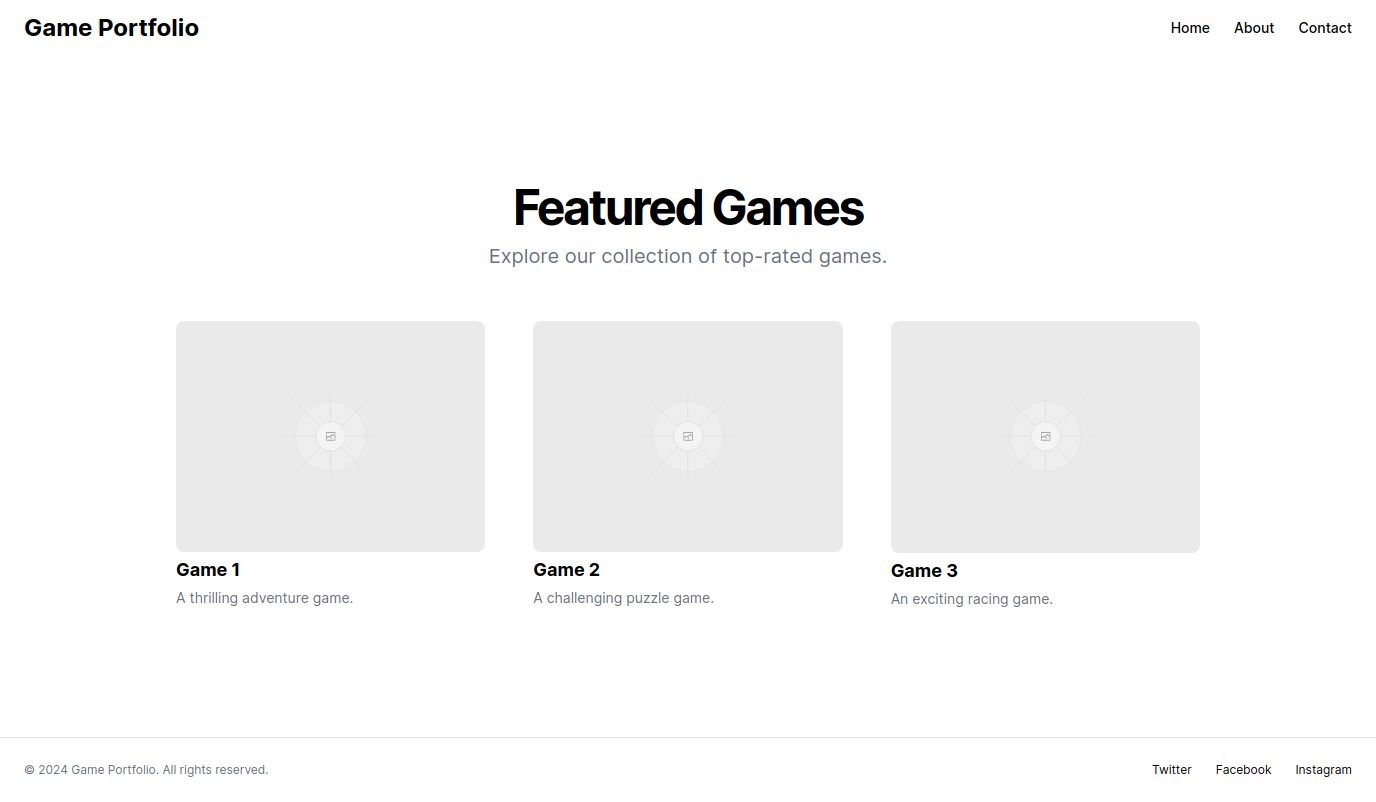 Game Portfolio
Home About Contact
Featured Games
Explore our collection of top-rated games.
Game 1
A thrilling adventure game.
Game 2
A challenging puzzle game.
Game 3
An exciting racing game.
© 2024 Game Portfolio. All rights reserved.
Twitter Facebook Instagram